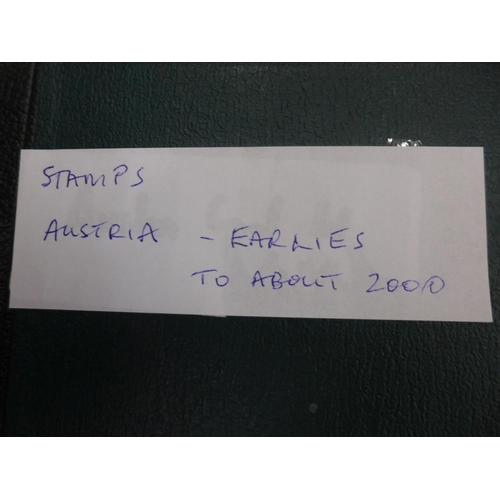 STAMPS
AUSTRIA - EARLIES
TO ABOUT 2000